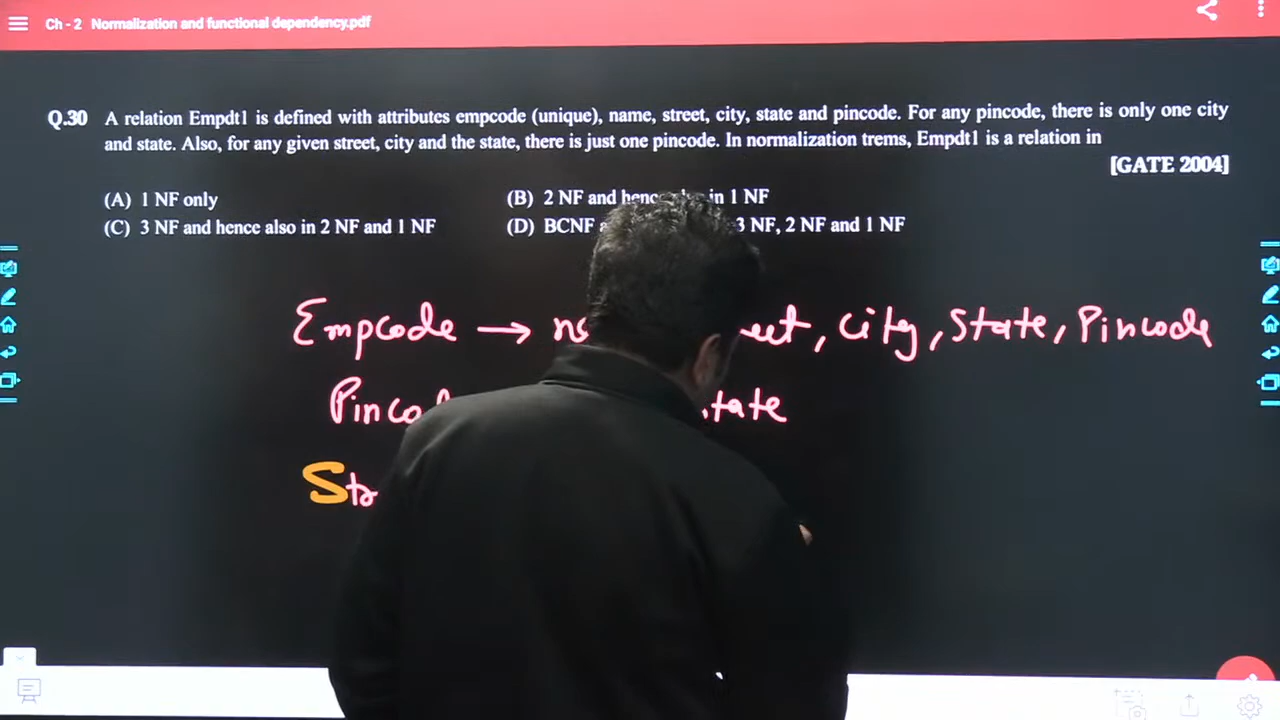 Ch - 2 Normalization and functional dependency.pdf
Q.30 A relation Empdt1 is defined with attributes empcode (unique), name, street, city, state and pincode. For any pincode, there is only one city
and state. Also, for any given street, city and the state, there is just one pincode. In normalization trems, Empdt1 is a relation in
[GATE 2004]
(A) 1 NF only
(B) 2 NF and hence in 1 NF
(C) 3 NF and hence also in 2 NF and 1 NF
(D) BCNF 3 NF, 2 NF and 1 NF
Empcode → , City, State, Pincode